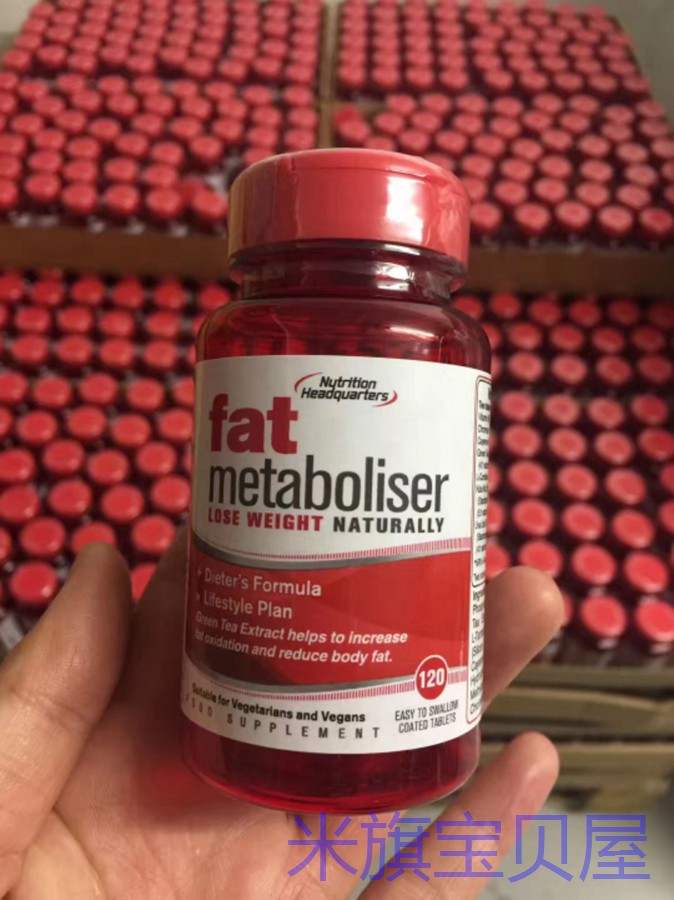 Nutrition
Headquarters
fat
metaboliser
LOSE WEIGHT NATURALLY
Dieter's Formula
Lifestyle Plan
Green Tea Extract helps to increase
fat oxidation and reduce body fat.
120
Suitable for Vegetarians and Vegans
EASY TO SWALLOW
COATED TABLETS
FOOD SUPPLEMENT
米旗宝贝屋